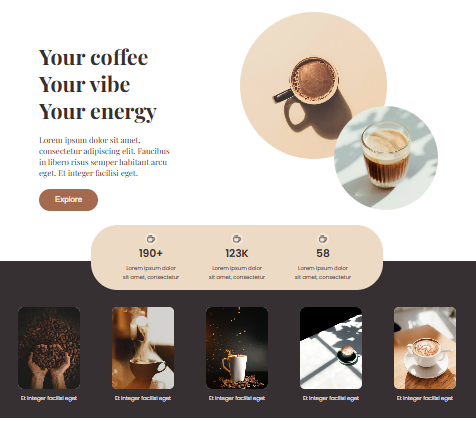 Your coffee
Your vibe
Your energy
Lorem ipsum dolor sit amet,
consectetur adipiscing elit. Faucibus
in libero risus semper habitant arcu
eget. Et integer facilisi eget.
Explore
190+
123K
58
Lorem ipsum dolor
sit amet, consectetur
Lorem ipsum dolor
sit amet, consectetur
Lorem ipsum dolor
sit amet, consectetur
Et integer facilisi eget
Et integer facilisi eget
Et integer facilisi eget
Et integer facilisi eget
Et integer facilisi eget